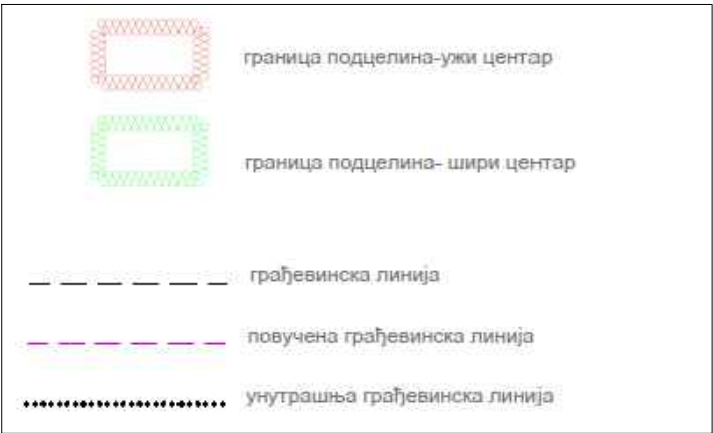 граница подцелина-ужи центар
граница подцелина- шири центар
грађевинска линија
повучена грађевинска линија
унутрашња грађевинска линија